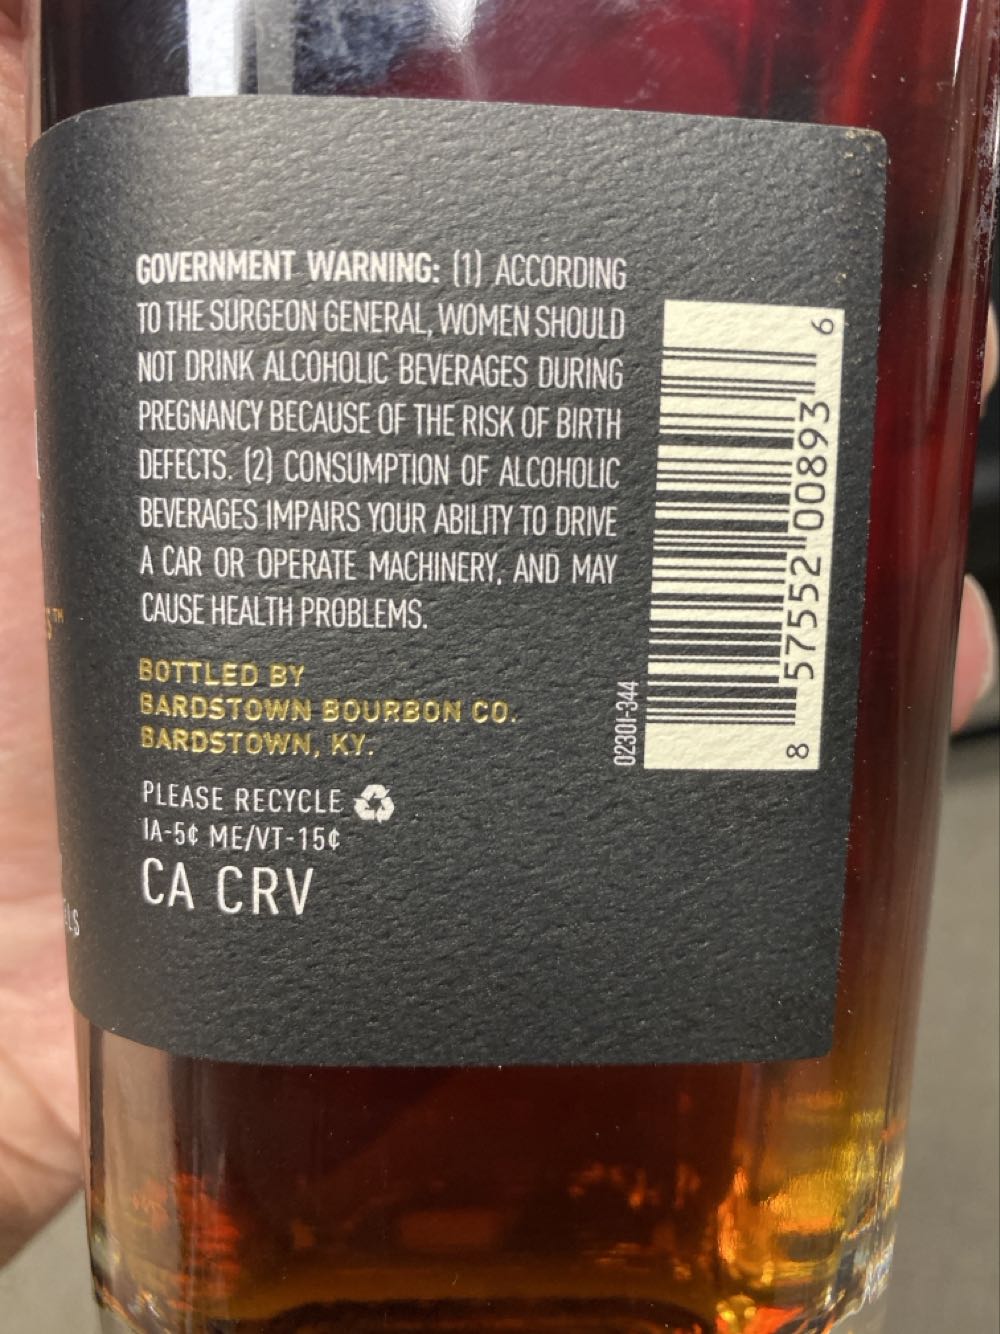 GOVERNMENT WARNING: (1) ACCORDING
TO THE SURGEON GENERAL, WOMEN SHOULD
NOT DRINK ALCOHOLIC BEVERAGES DURING
PREGNANCY BECAUSE OF THE RISK OF BIRTH
DEFECTS. (2) CONSUMPTION OF ALCOHOLIC
BEVERAGES IMPAIRS YOUR ABILITY TO DRIVE
A CAR OR OPERATE MACHINERY, AND MAY
CAUSE HEALTH PROBLEMS.
BOTTLED BY
BARDSTOWN BOURBON CO.
BARDSTOWN, KY.
PLEASE RECYCLE
IA-5¢ ME/VT-15¢
CA CRV
02301-344
8 57552 00893 6